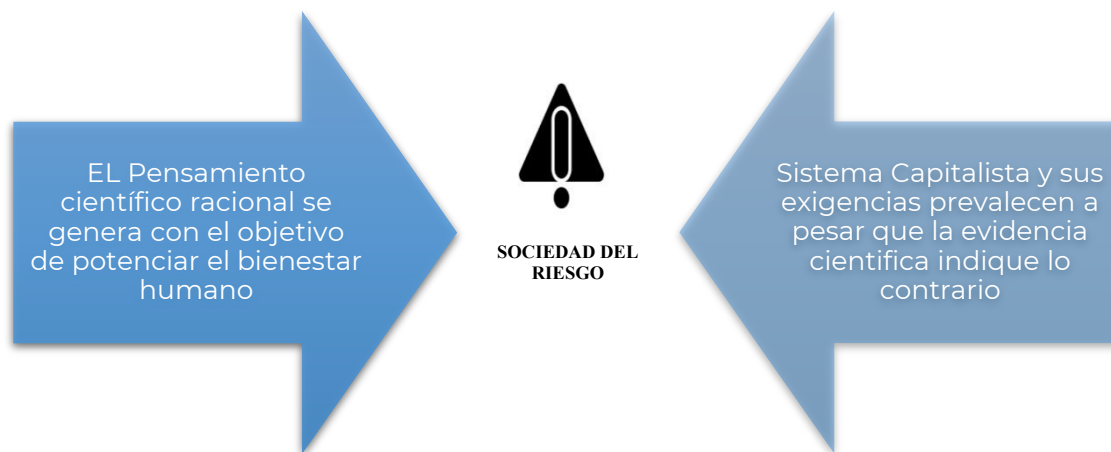 EL Pensamiento
científico racional se
genera con el objetivo
de potenciar el bienestar
humano
SOCIEDAD DEL
RIESGO
Sistema Capitalista y sus
exigencias prevalecen a
pesar que la evidencia
cientifica indique lo
contrario